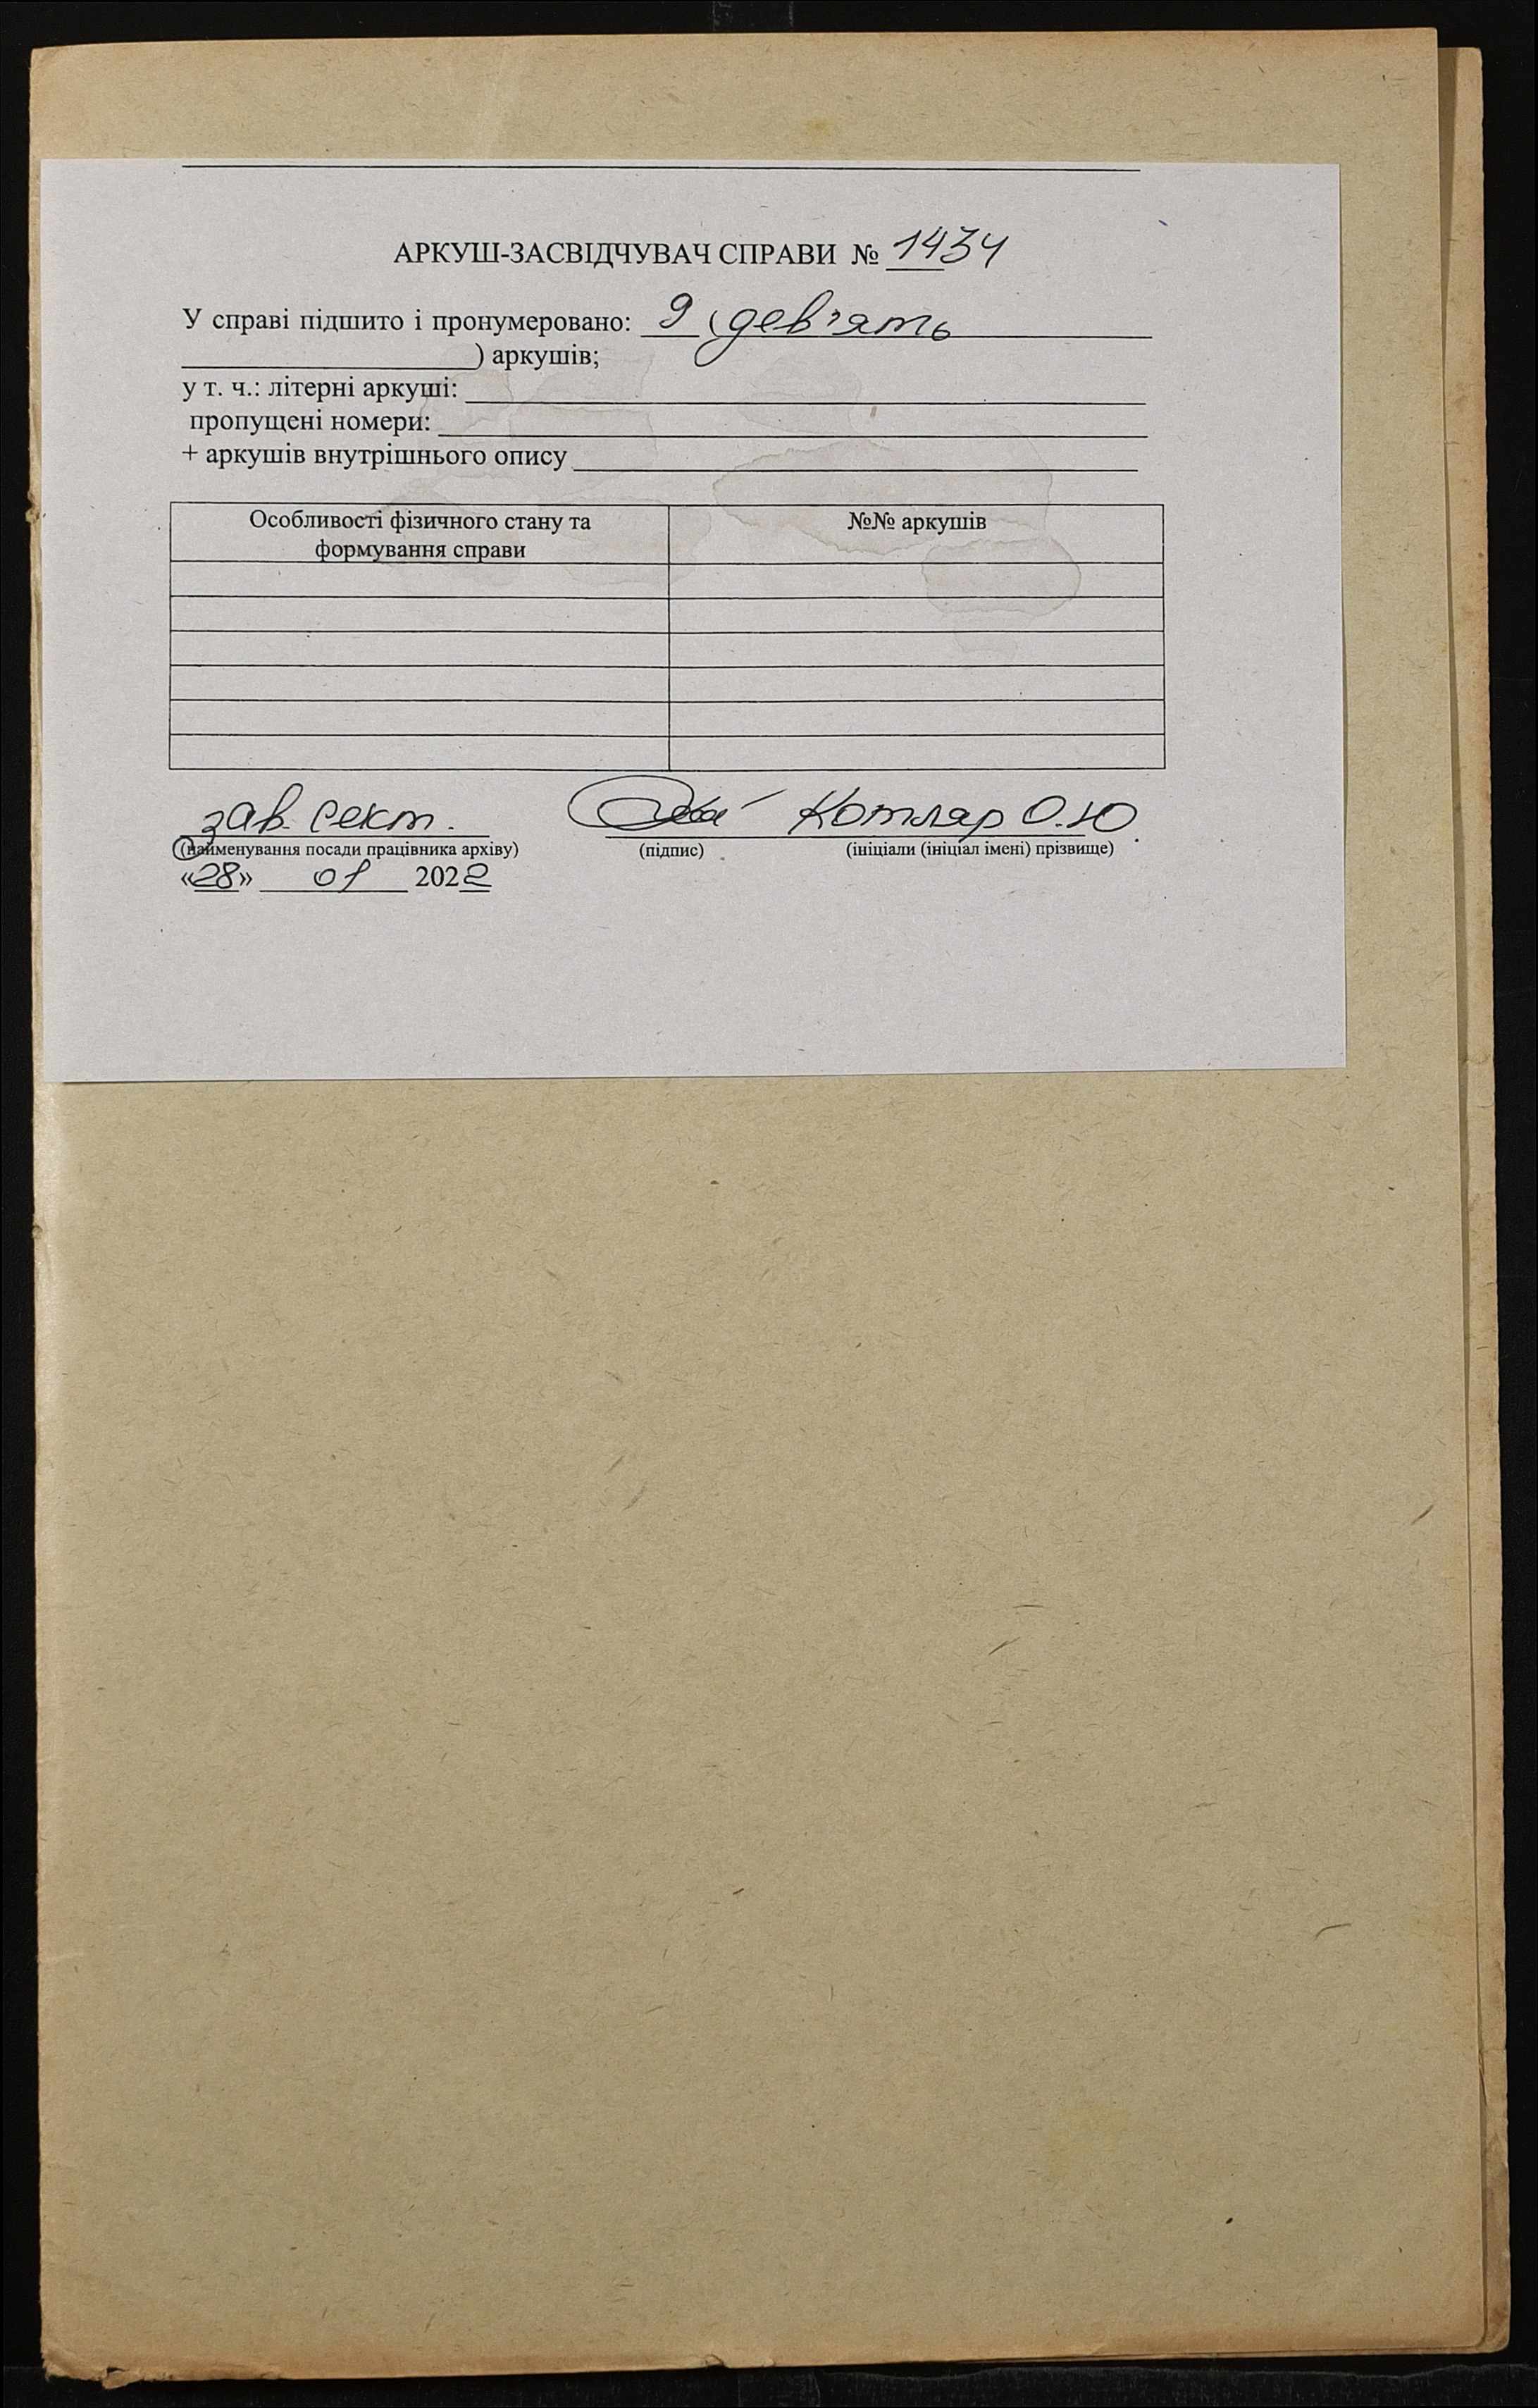 АРКУШ-ЗАСВІДЧУВАЧ СПРАВИ № 1434
У справі підшито і пронумеровано: 9 (дев'ять
) аркушів;
у т. ч.: літерні аркуші:
пропущені номери:
+ аркушів внутрішнього опису
Особливості фізичного стану та формування справи №№ аркушів
зав. сект. Котляр О.Ю.
(найменування посади працівника архіву) (підпис) (ініціали (ініціал імені) прізвище)
«28» 01 2022